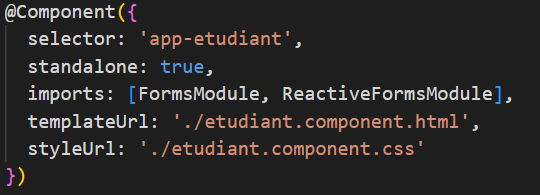 @Component({
  selector: 'app-etudiant',
  standalone: true,
  imports: [FormsModule, ReactiveFormsModule],
  templateUrl: './etudiant.component.html',
  styleUrl: './etudiant.component.css'
})